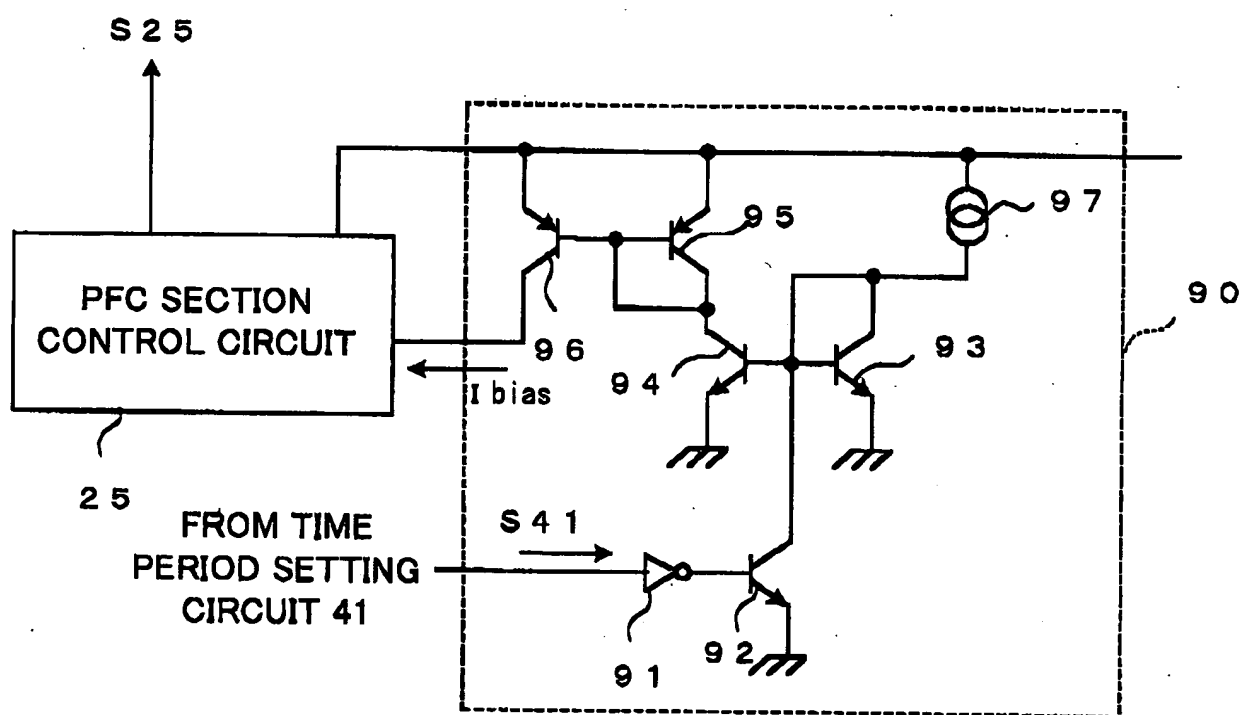 S25
95
97
PFC SECTION
CONTROL CIRCUIT
90
96
94
93
I bias
25
FROM TIME
PERIOD SETTING
CIRCUIT 41
S41
91
92